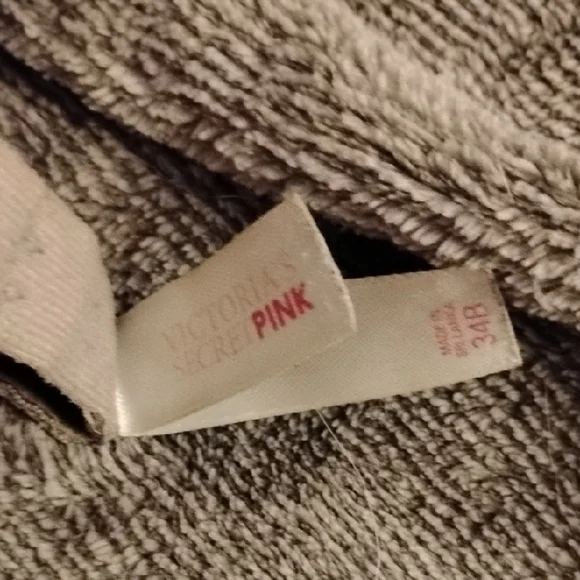 VICTORIA'S
SECRET PINK
MADE IN
SRI LANKA
34B